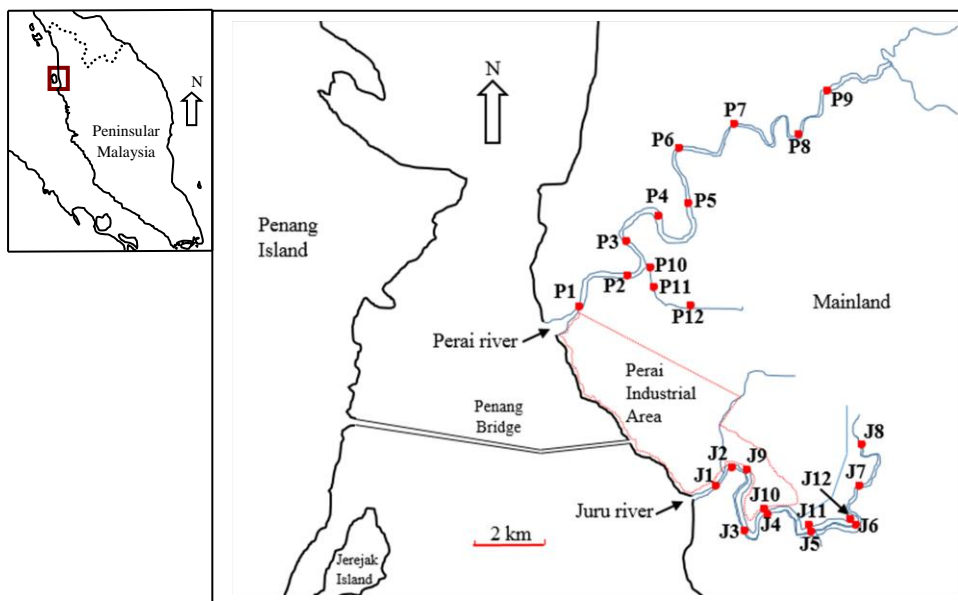 N
Peninsular
Malaysia
N
P9
P7
P8
P6
P4
P5
Penang
Island
P3
P10
P2
P11
P1
P12
Mainland
Perai river
Perai
Industrial
Area
Penang
Bridge
J8
J2
J9
J12
J7
J1
J10
Juru river
J4
J11
J6
J3
J5
2 km
Jerejak
Island